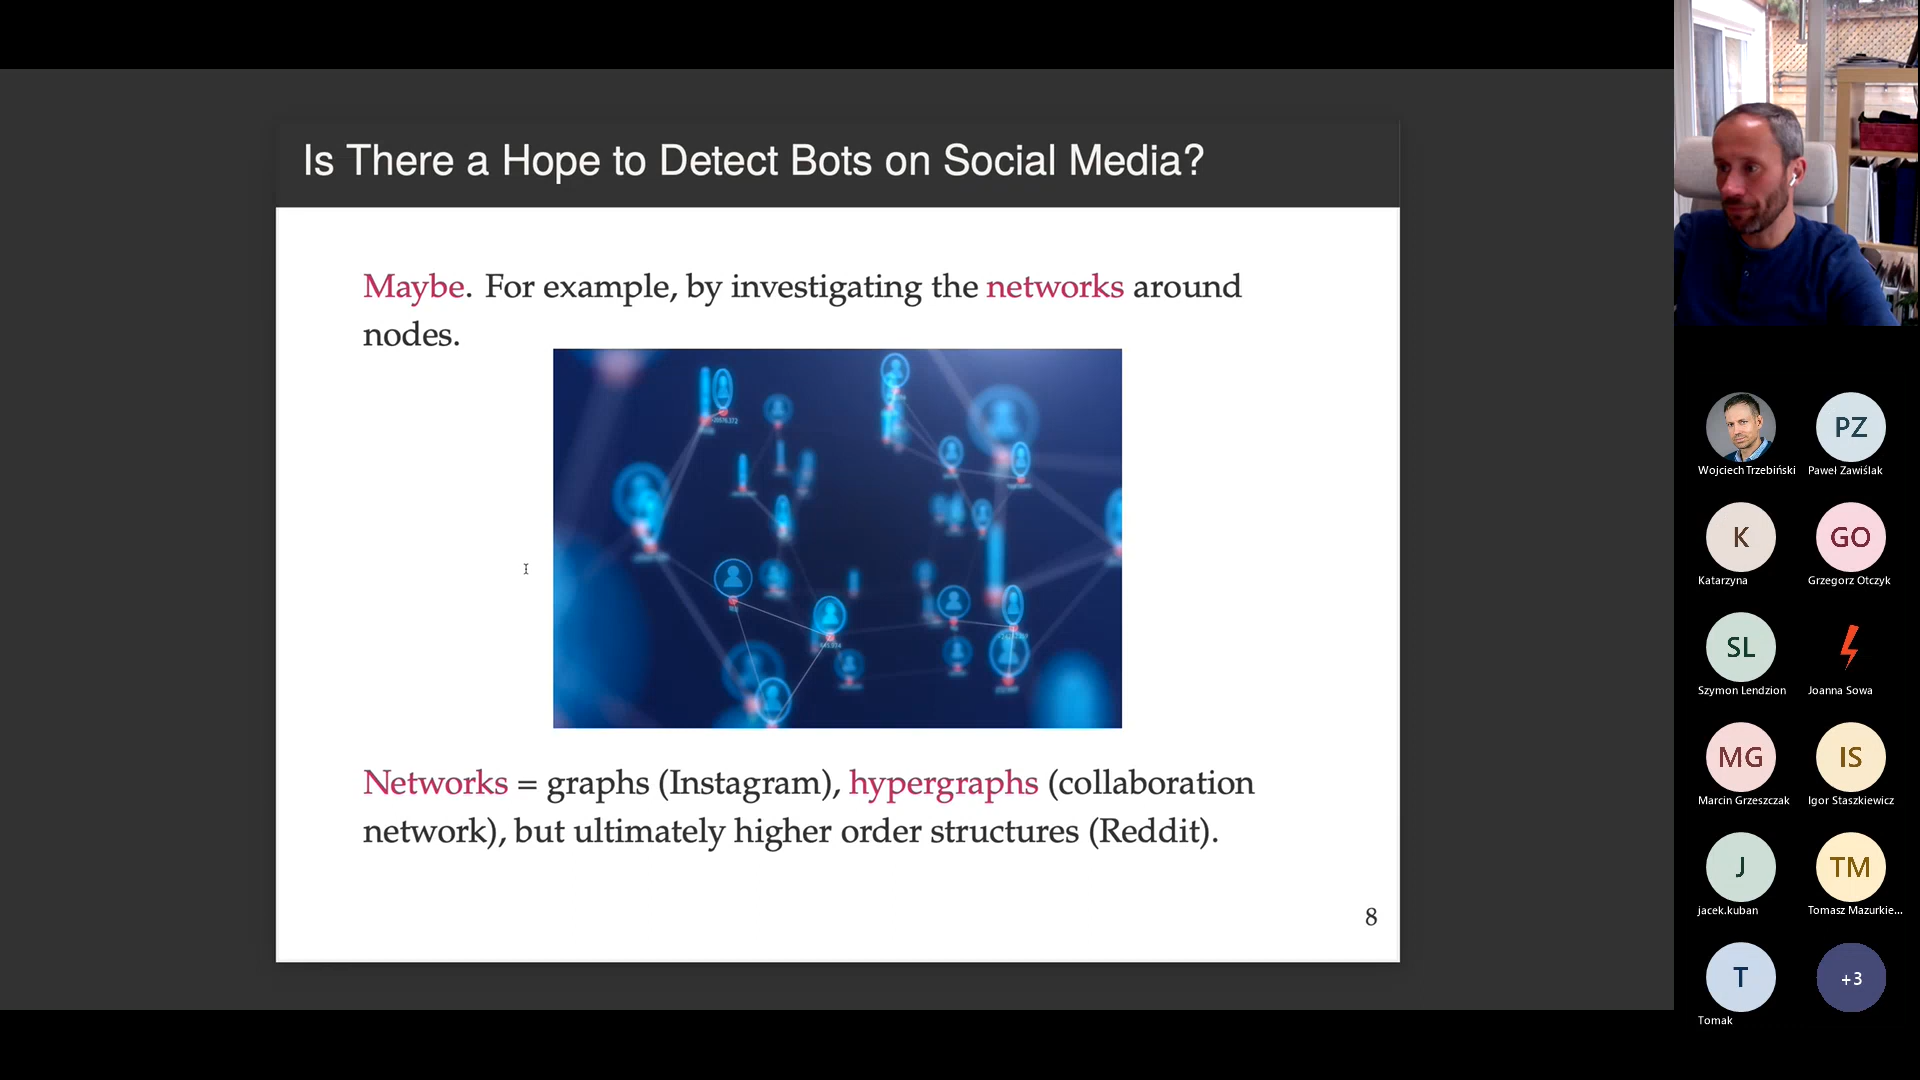 Is There a Hope to Detect Bots on Social Media?
Maybe. For example, by investigating the networks around
nodes.
Networks = graphs (Instagram), hypergraphs (collaboration
network), but ultimately higher order structures (Reddit).
8
Wojciech Trzebiński
PZ
Paweł Zawiślak
K
Katarzyna
GO
Grzegorz Otczyk
SL
Szymon Lendzion
Joanna Sowa
MG
Marcin Grzeszczak
IS
Igor Staszkiewicz
J
jacek.kuban
TM
Tomasz Mazurkie...
T
Tomak
+3